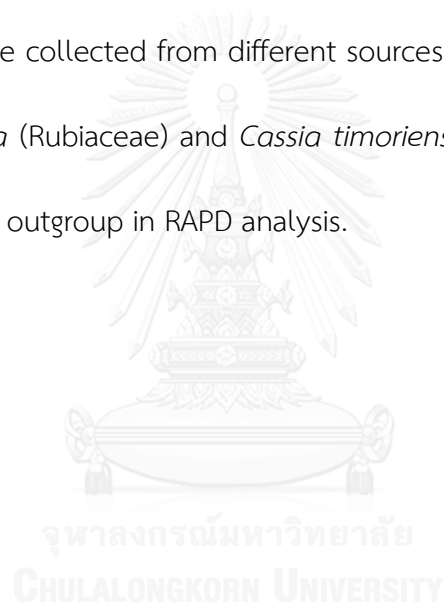 e collected from different sources
a (Rubiaceae) and Cassia timoriens
outgroup in RAPD analysis.
จุฬาลงกรณ์มหาวิทยาลัย
CHULALONGKORN UNIVERSITY